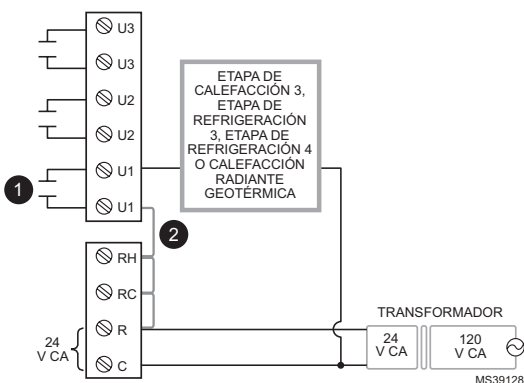 U3
U3
U2
U2
U1
U1
1
2
ETAPA DE
CALEFACCIÓN 3,
ETAPA DE
REFRIGERACIÓN
3, ETAPA DE
REFRIGERACIÓN 4
O CALEFACCIÓN
RADIANTE
GEOTÉRMICA
RH
RC
R
C
24
V CA
TRANSFORMADOR
24
V CA
120
V CA
MS39128